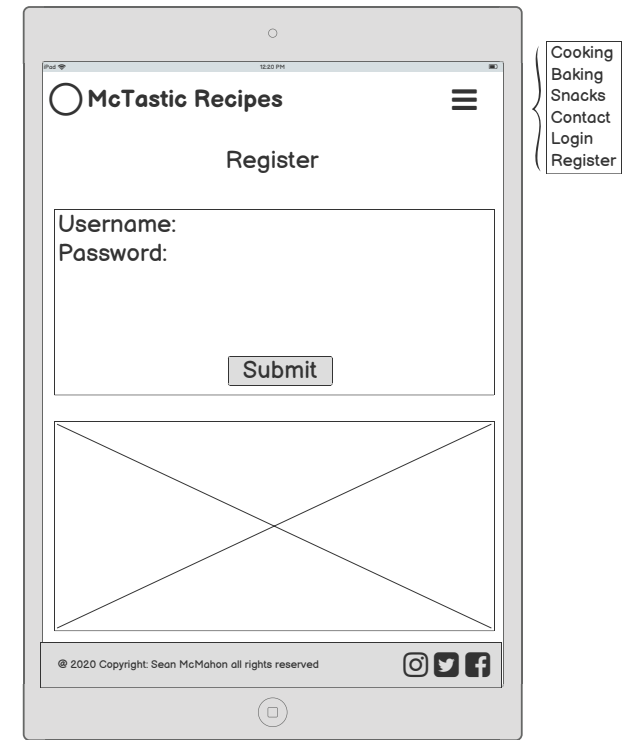 iPad
12:20 PM
McTastic Recipes
Register
Username:
Password:
Submit
@ 2020 Copyright: Sean McMahon all rights reserved
Cooking
Baking
Snacks
Contact
Login
Register